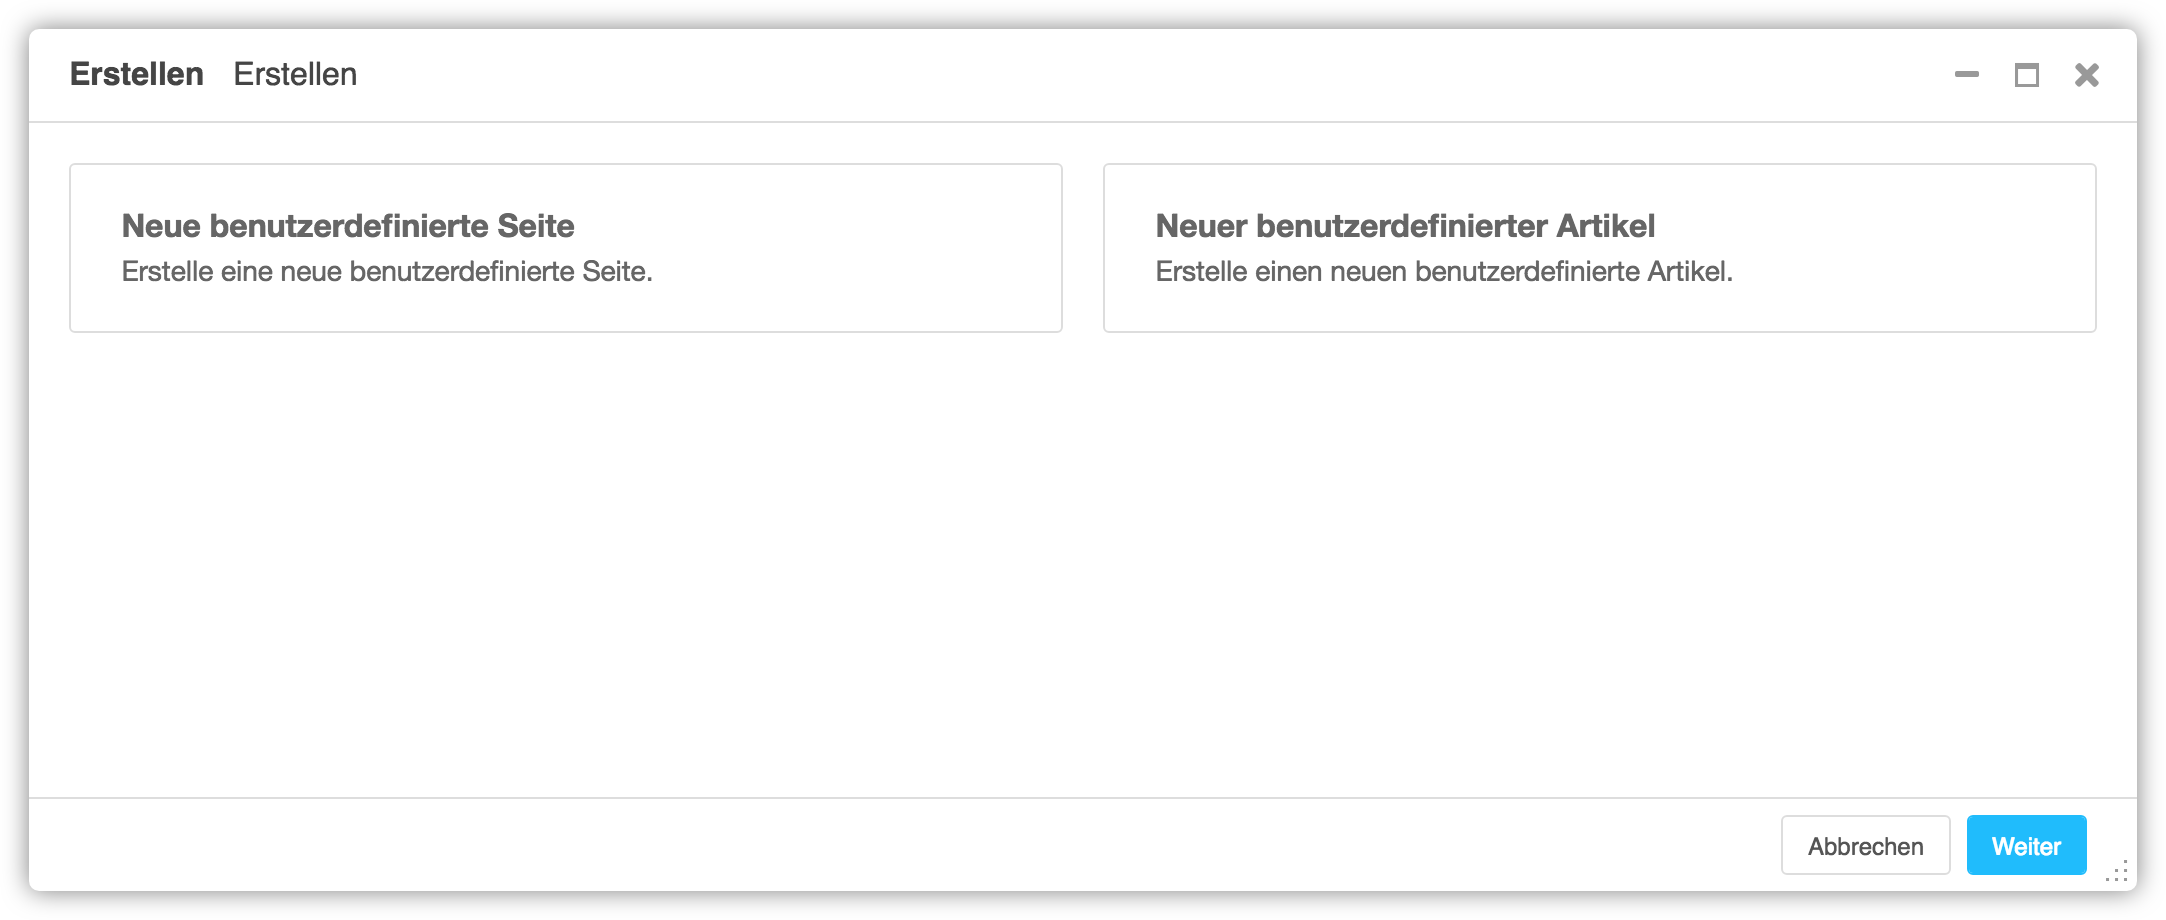 Erstellen Erstellen
Neue benutzerdefinierte Seite
Erstelle eine neue benutzerdefinierte Seite.
Neuer benutzerdefinierter Artikel
Erstelle einen neuen benutzerdefinierte Artikel.
Abbrechen Weiter